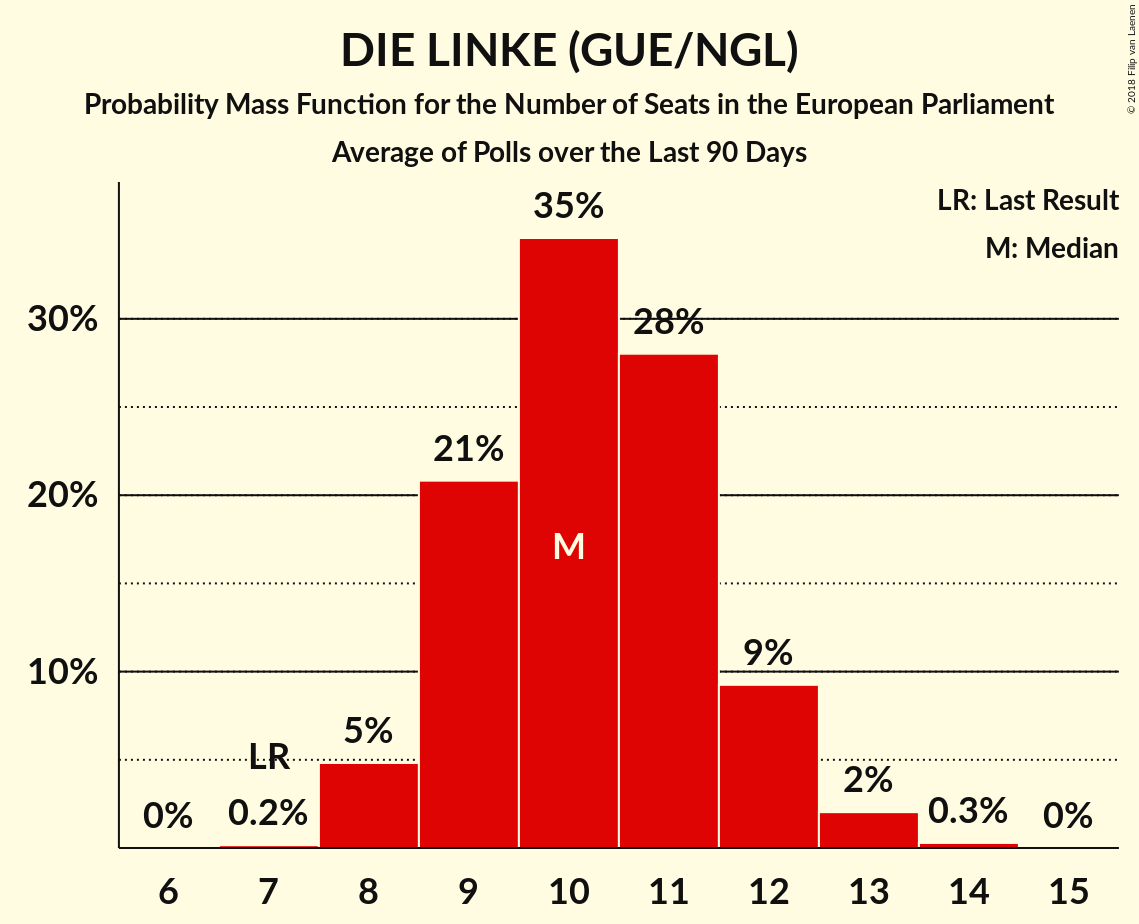 DIE LINKE (GUE/NGL)
Probability Mass Function for the Number of Seats in the European Parliament
Average of Polls over the Last 90 Days
© 2018 Filip van Laenen
LR: Last Result
M: Median
35%
30%
28%
21%
20%
M
10%
9%
5%
LR
2%
0%
0.2%
0.3%
0%
6 7 8 9 10 11 12 13 14 15